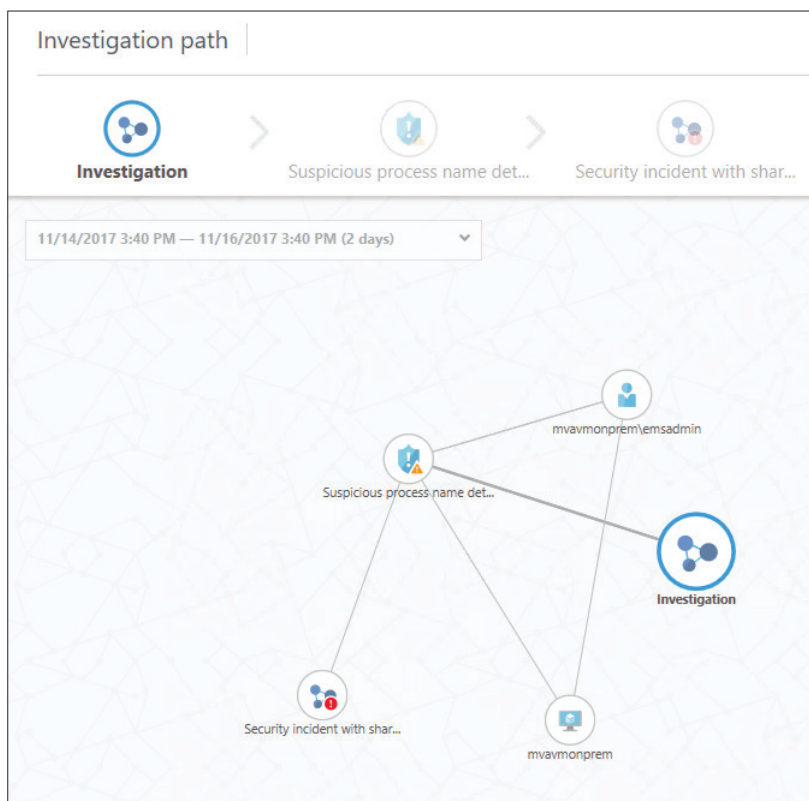 Investigation path
Investigation
Suspicious process name det...
Security incident with shar...
11/14/2017 3:40 PM — 11/16/2017 3:40 PM (2 days)
mvavmonprem\emsadmin
Suspicious process name det...
Investigation
Security incident with shar...
mvavmonprem